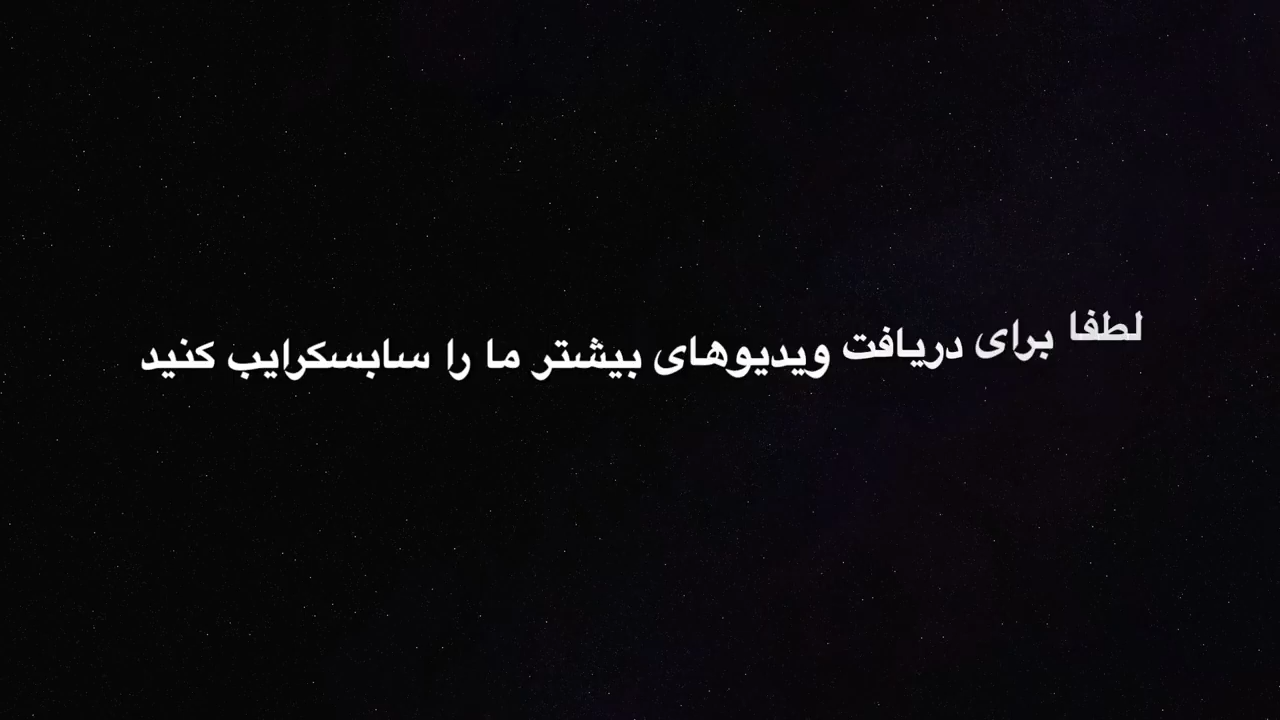 لطفا برای دریافت ویدیوهای بیشتر ما را سابسکرایب کنید